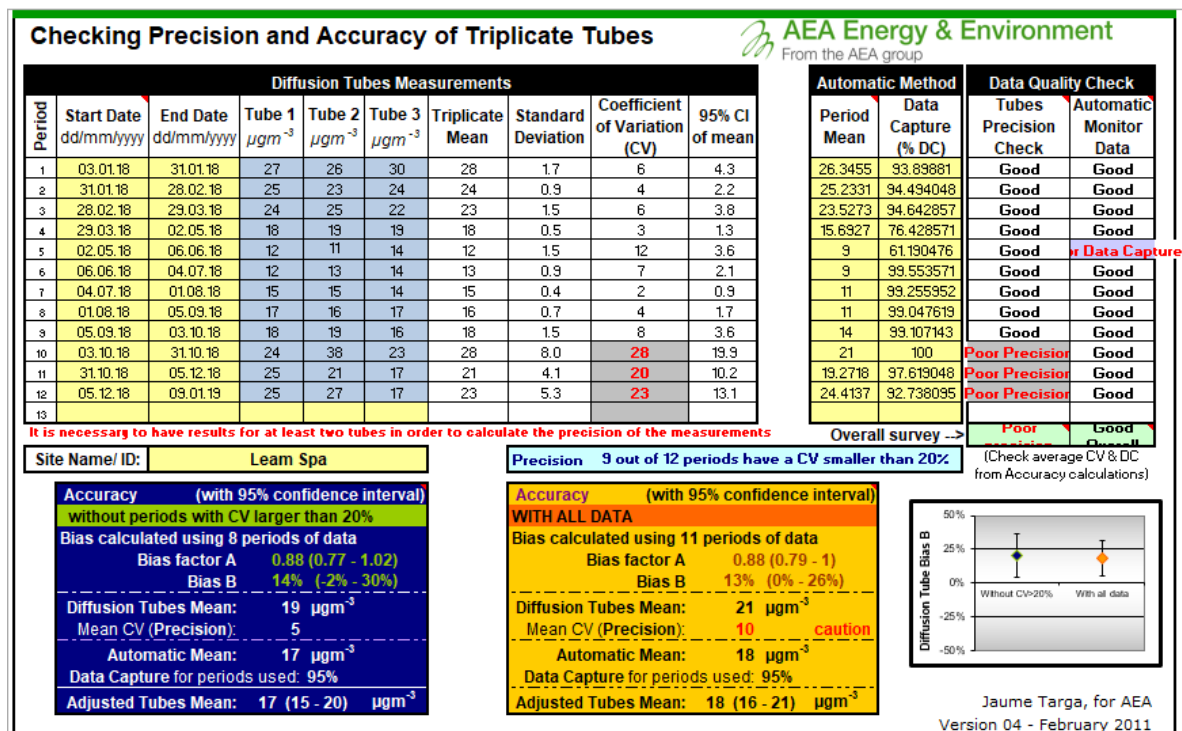 Checking Precision and Accuracy of Triplicate Tubes
AEA Energy & Environment
From the AEA group
Diffusion Tubes Measurements
Automatic Method
Data Quality Check
Period Start Date dd/mm/yyyy End Date dd/mm/yyyy Tube 1 µgm⁻³ Tube 2 µgm⁻³ Tube 3 µgm⁻³ Triplicate Mean Standard Deviation Coefficient of Variation (CV) 95% CI of mean Period Mean Data Capture (% DC) Tubes Precision Check Automatic Monitor Data
1 03.01.18 31.01.18 27 26 30 28 1.7 6 4.3 26.3455 93.89881 Good Good
2 31.01.18 28.02.18 25 23 24 24 0.9 4 2.2 25.2331 94.494048 Good Good
3 28.02.18 29.03.18 24 25 22 23 1.5 6 3.8 23.5273 94.642857 Good Good
4 29.03.18 02.05.18 18 19 19 18 0.5 3 1.3 15.6927 76.428571 Good Good
5 02.05.18 06.06.18 12 11 14 12 1.5 12 3.6 9 61.190476 Good r Data Capture
6 06.06.18 04.07.18 12 13 14 13 0.9 7 2.1 9 99.553571 Good Good
7 04.07.18 01.08.18 15 15 14 15 0.4 2 0.9 11 99.255952 Good Good
8 01.08.18 05.09.18 17 16 17 16 0.7 4 1.7 11 99.047619 Good Good
9 05.09.18 03.10.18 18 19 16 18 1.5 8 3.6 14 99.107143 Good Good
10 03.10.18 31.10.18 24 38 23 28 8.0 28 19.9 21 100 Poor Precision Good
11 31.10.18 05.12.18 25 21 17 21 4.1 20 10.2 19.2718 97.619048 Poor Precision Good
12 05.12.18 09.01.19 25 27 17 23 5.3 23 13.1 24.4137 92.738095 Poor Precision Good
13
It is necessary to have results for at least two tubes in order to calculate the precision of the measurements
Overall survey --> Poor precision Good Overall
Site Name/ ID: Leam Spa
Precision 9 out of 12 periods have a CV smaller than 20%
(Check average CV & DC
from Accuracy calculations)
Accuracy (with 95% confidence interval)
without periods with CV larger than 20%
Bias calculated using 8 periods of data
Bias factor A 0.88 (0.77 - 1.02)
Bias B 14% (-2% - 30%)
Diffusion Tubes Mean: 19 µgm⁻³
Mean CV (Precision): 5
Automatic Mean: 17 µgm⁻³
Data Capture for periods used: 95%
Adjusted Tubes Mean: 17 (15 - 20) µgm⁻³
Accuracy (with 95% confidence interval)
WITH ALL DATA
Bias calculated using 11 periods of data
Bias factor A 0.88 (0.79 - 1)
Bias B 13% (0% - 26%)
Diffusion Tubes Mean: 21 µgm⁻³
Mean CV (Precision): 10 caution
Automatic Mean: 18 µgm⁻³
Data Capture for periods used: 95%
Adjusted Tubes Mean: 18 (16 - 21) µgm⁻³
Diffusion Tube Bias B
50%
25%
0%
-25%
-50%
Without CV>20% With all data
Jaume Targa, for AEA
Version 04 - February 2011